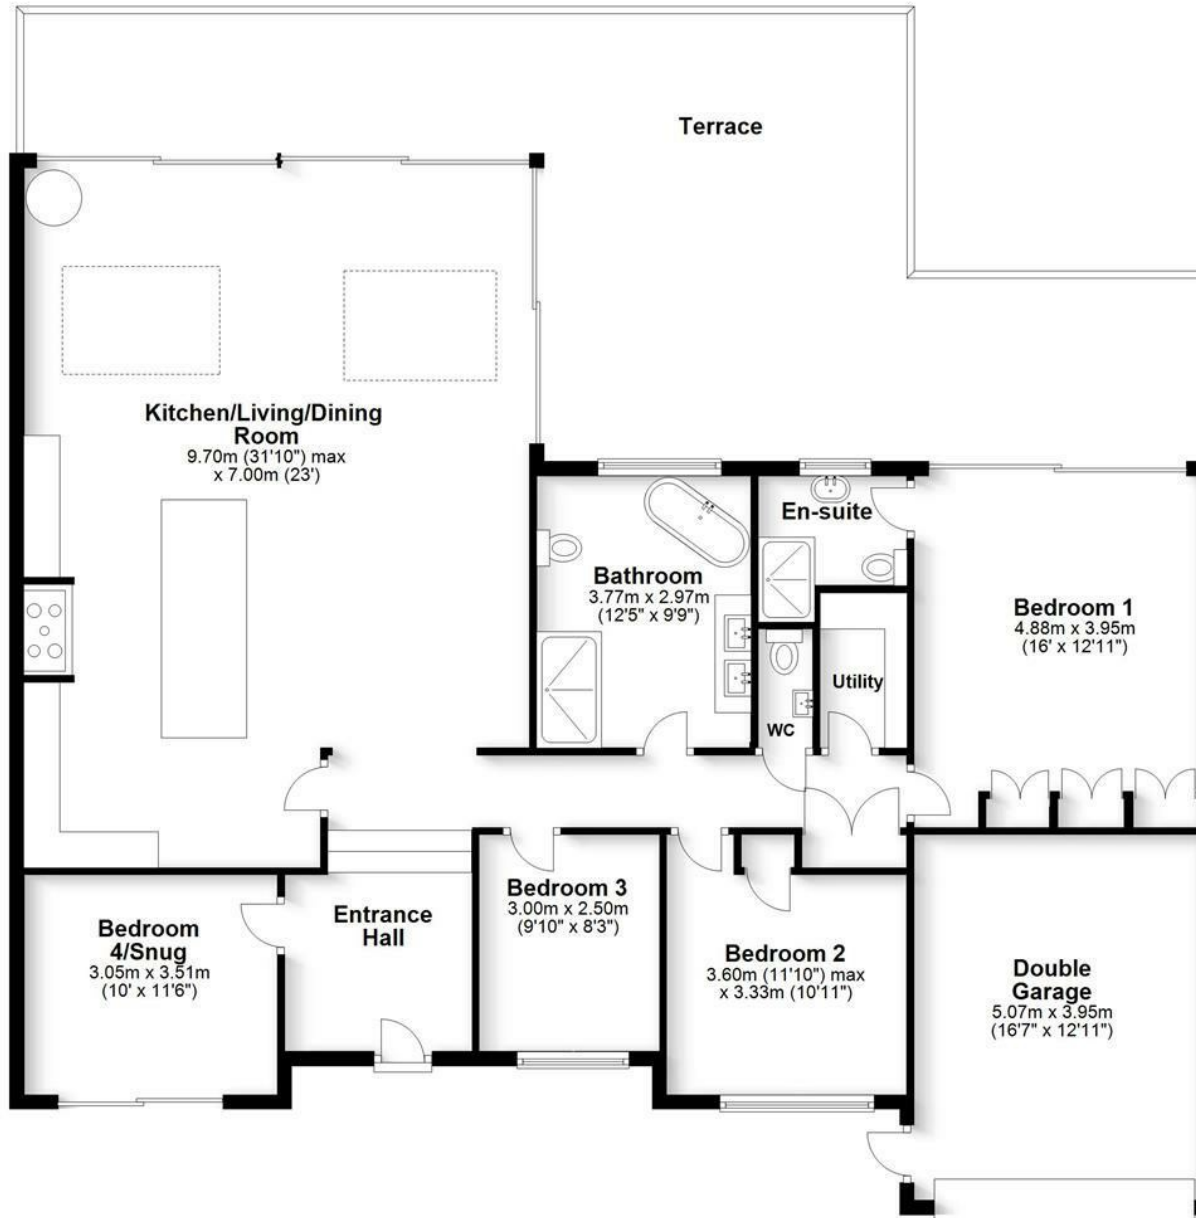 Terrace
Kitchen/Living/Dining
Room
9.70m (31'10") max
x 7.00m (23')
En-suite
Bathroom
3.77m x 2.97m
(12'5" x 9'9")
Bedroom 1
4.88m x 3.95m
(16' x 12'11")
Utility
WC
Bedroom
4/Snug
3.05m x 3.51m
(10' x 11'6")
Entrance
Hall
Bedroom 3
3.00m x 2.50m
(9'10" x 8'3")
Bedroom 2
3.60m (11'10") max
x 3.33m (10'11")
Double
Garage
5.07m x 3.95m
(16'7" x 12'11")